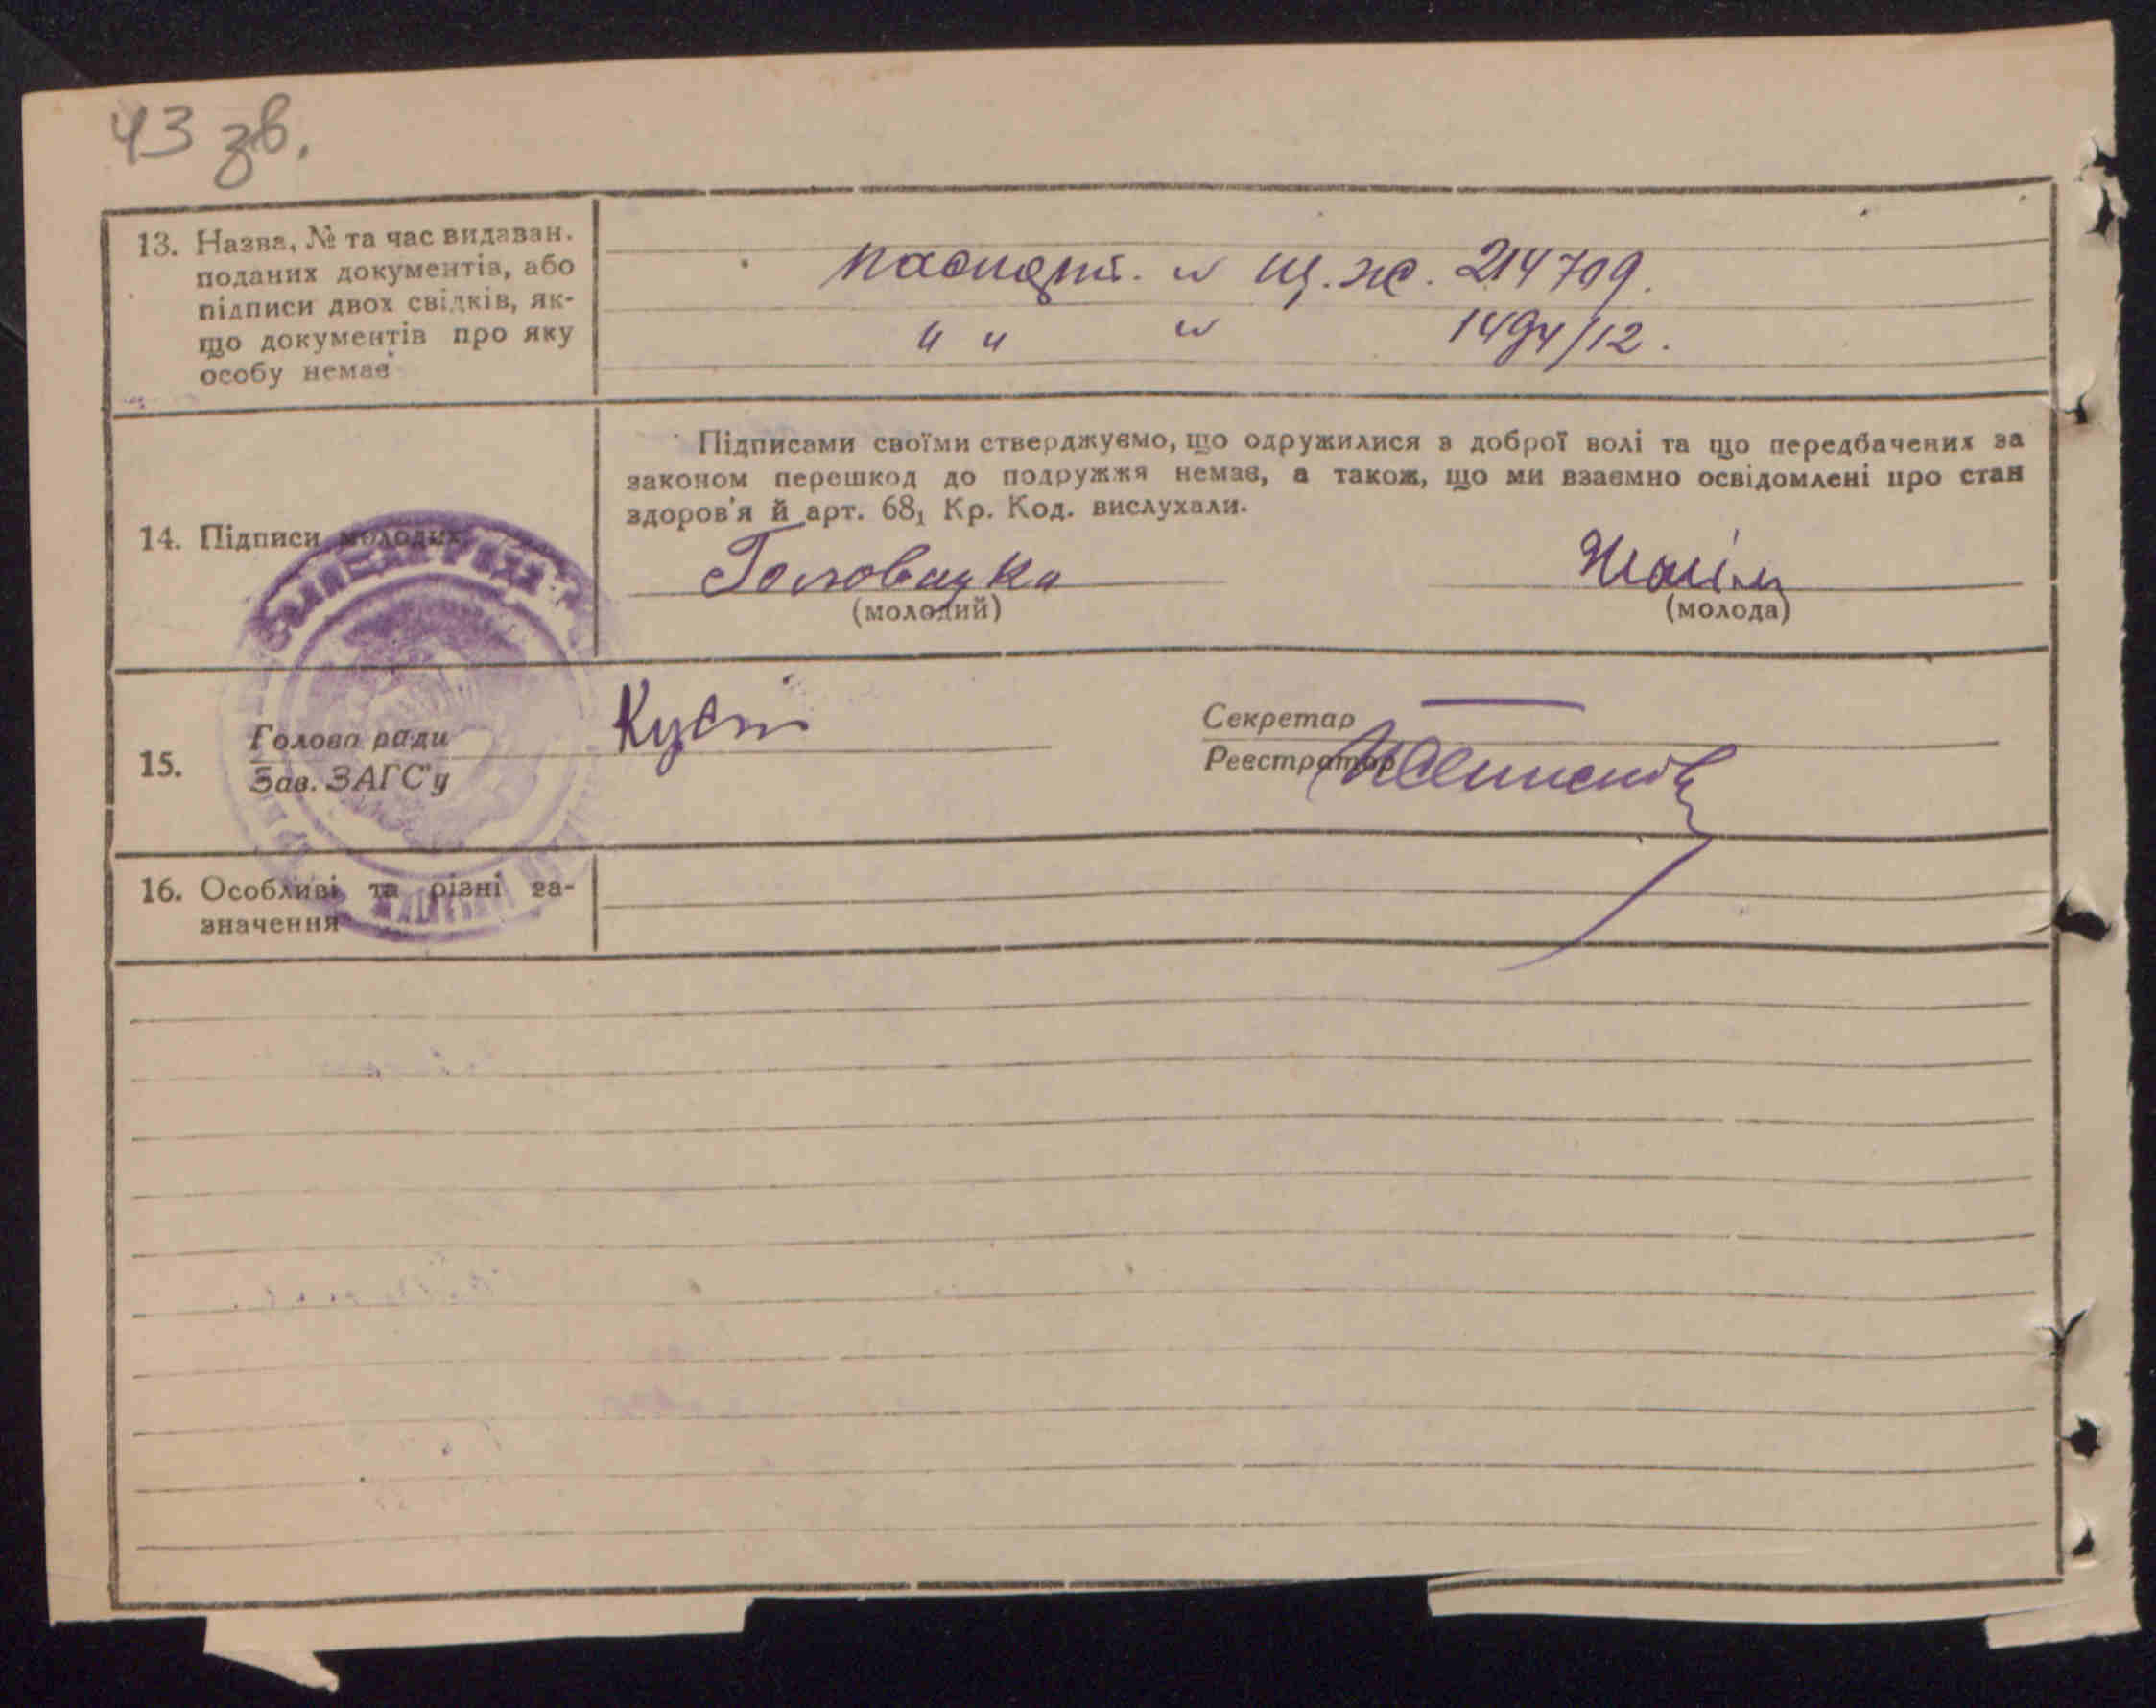 43 зв.
13. Назва, № та час видаван.
поданих документів, або
підписи двох свідків, як-
що документів про яку
особу немає
паспорт. щ.ж. 214709.
" " 1494/12.
14. Підписи молодих
Підписами своїми стверджуємо, що одружилися з доброї волі та що передбачених за
законом перешкод до подружжя немає, а також, що ми взаємно освідомлені про стан
здоров'я й арт. 68₁ Кр. Код. вислухали.
(молодий)
(молода)
15.
Голова ради
Зав. ЗАГС'у
Секретар
Реєстратор
16. Особливі та різні за-
значення